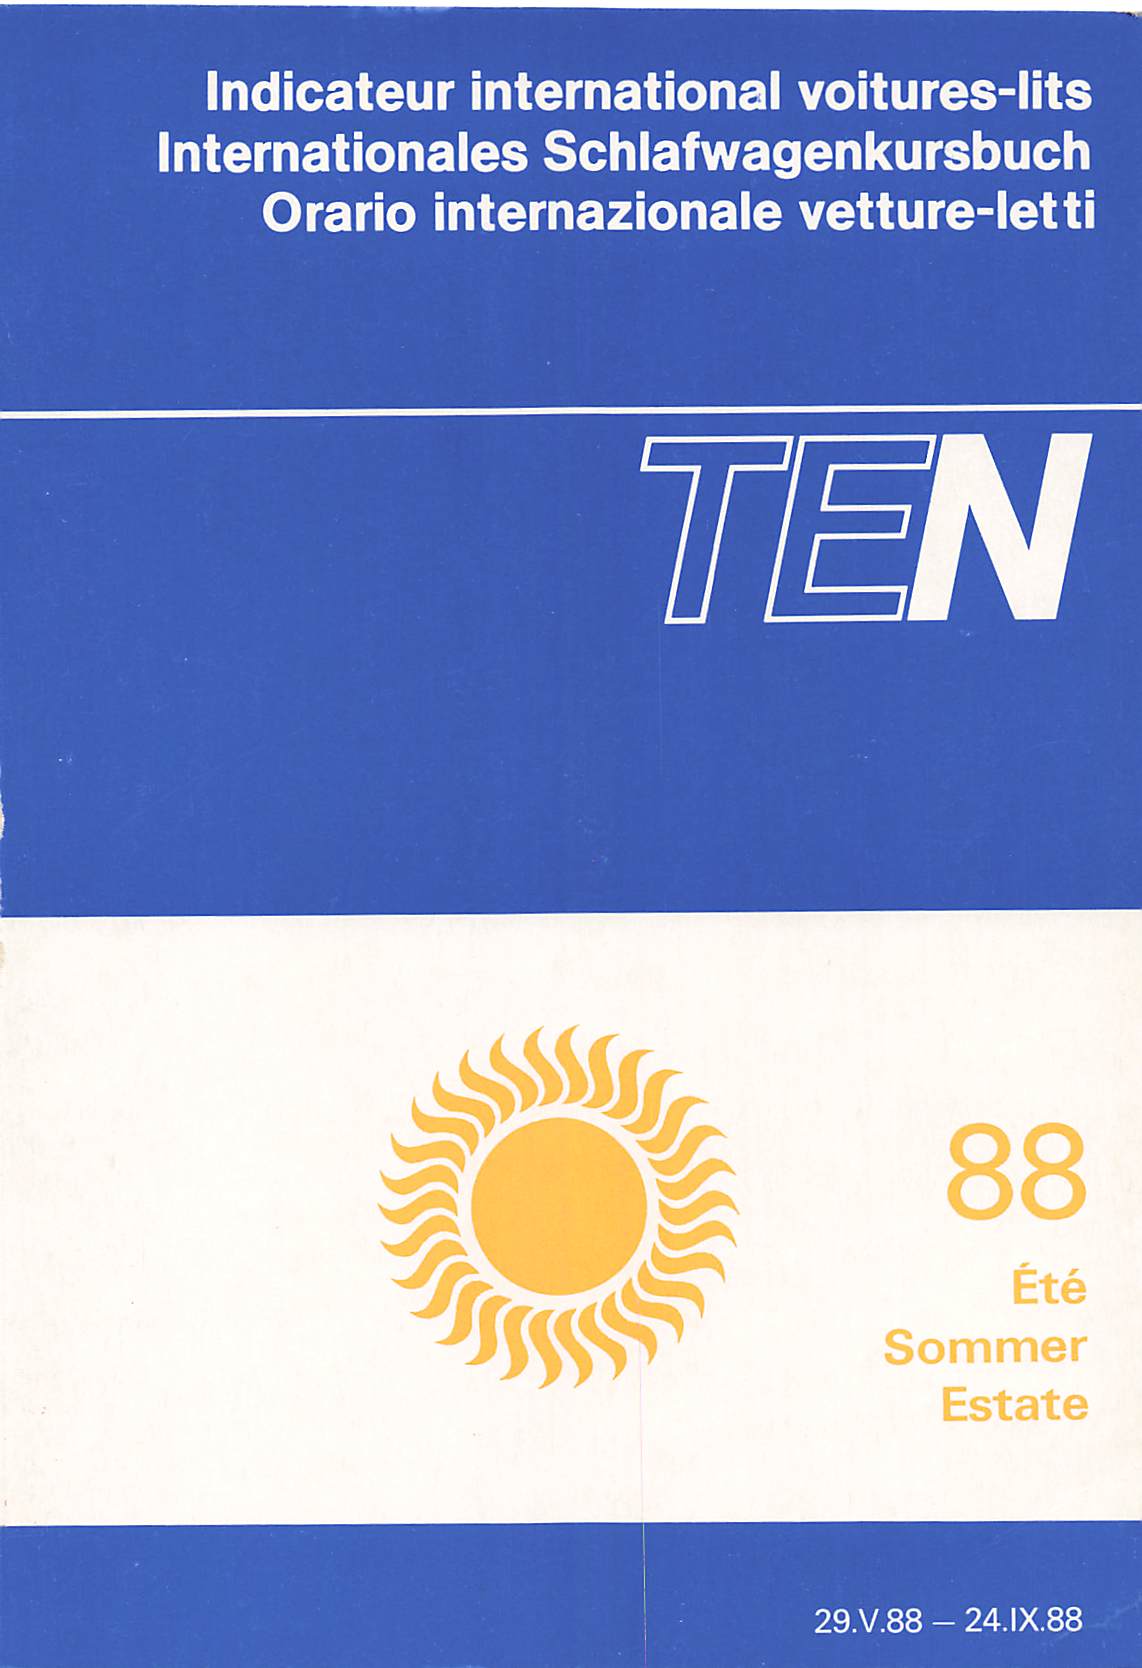 Indicateur international voitures-lits
Internationales Schlafwagenkursbuch
Orario internazionale vetture-letti
TEN
88
Été
Sommer
Estate
29.V.88 — 24.IX.88